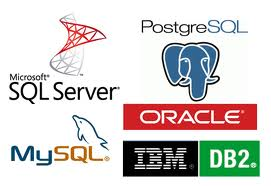 Microsoft®
SQL Server®
PostgreSQL
ORACLE
MySQL®
IBM® DB2®